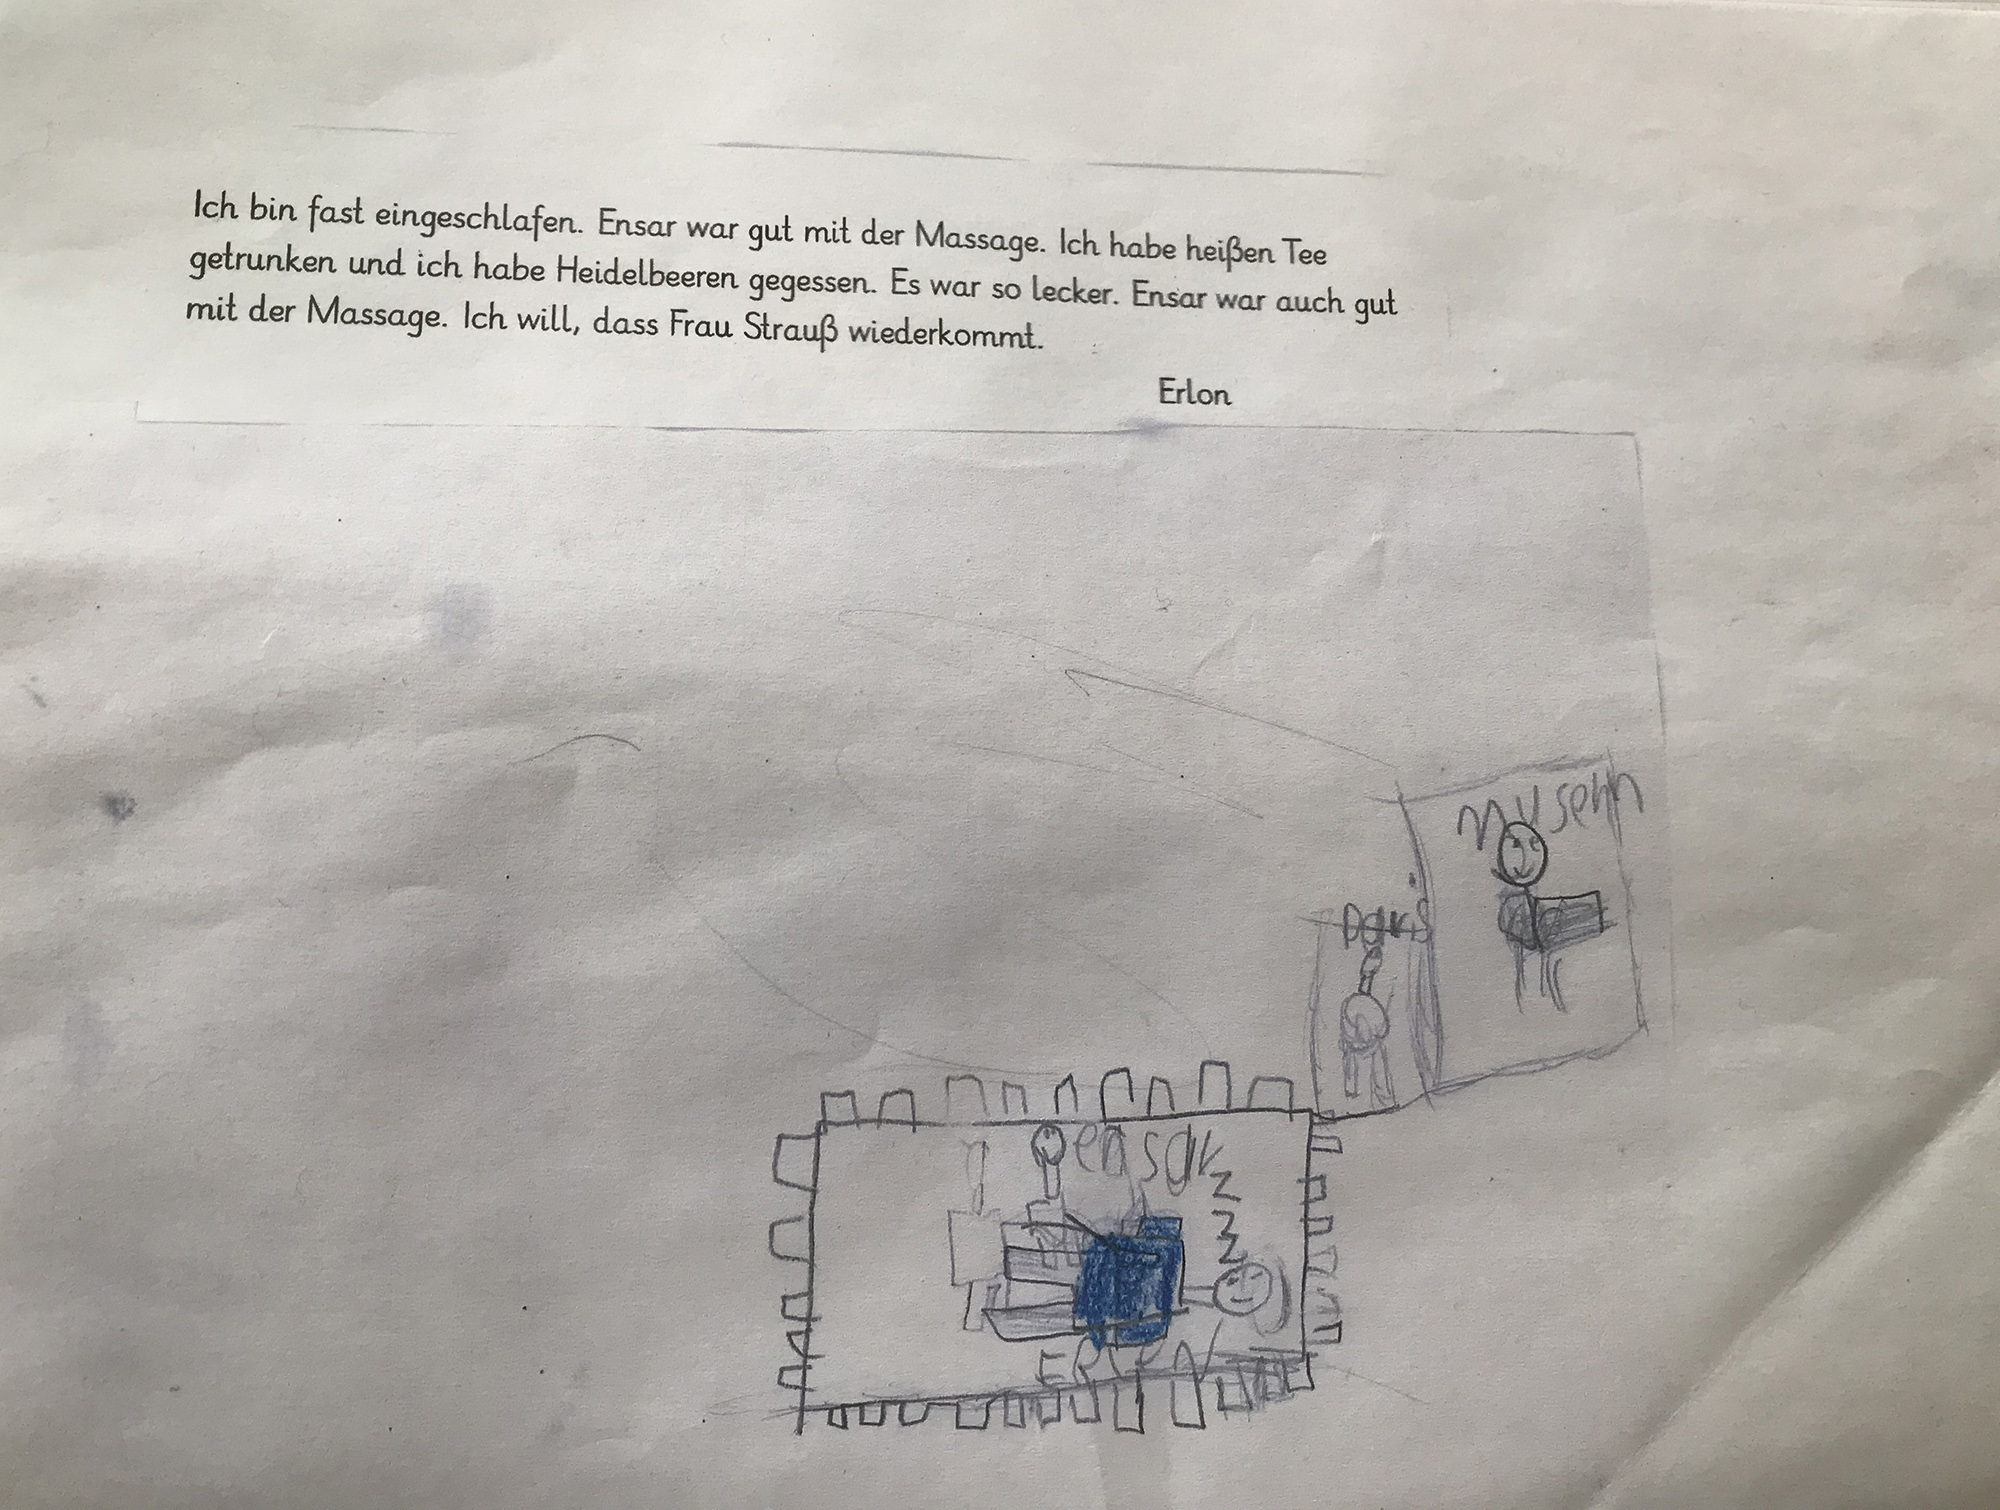 Ich bin fast eingeschlafen. Ensar war gut mit der Massage. Ich habe heißen Tee
getrunken und ich habe Heidelbeeren gegessen. Es war so lecker. Ensar war auch gut
mit der Massage. Ich will, dass Frau Strauß wiederkommt.
Erlon
ensar
z
z
z